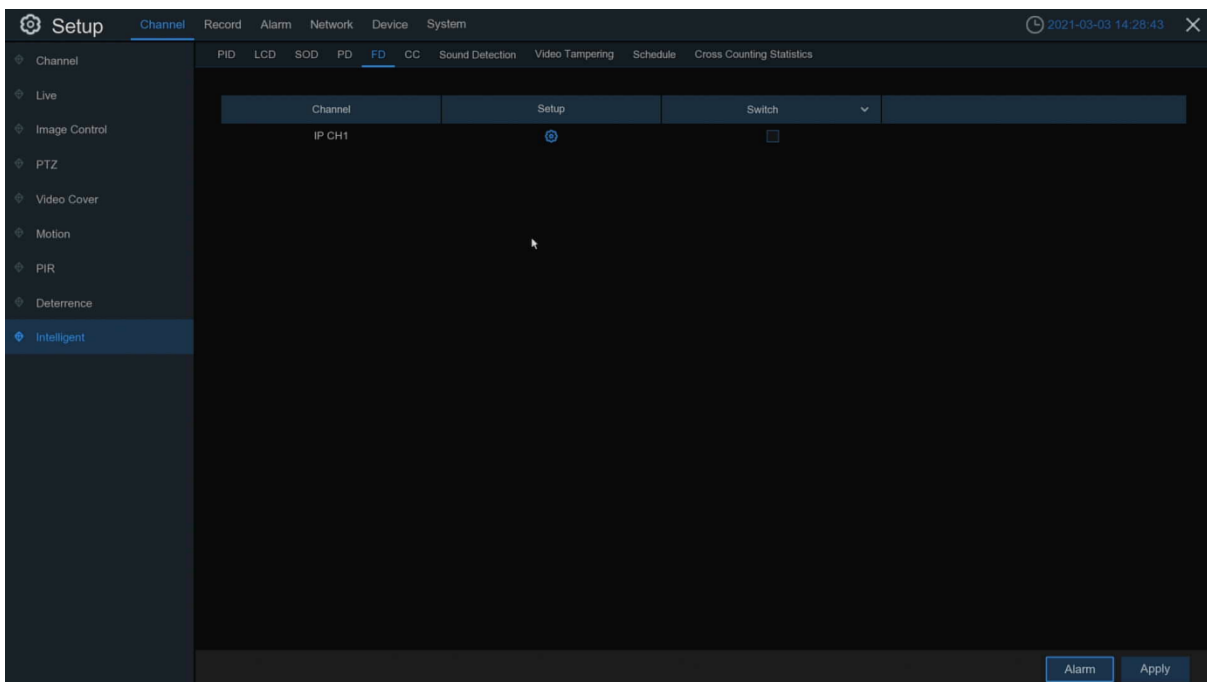 Setup Channel Record Alarm Network Device System 2021-03-03 14:28:43
PID LCD SOD PD FD CC Sound Detection Video Tampering Schedule Cross Counting Statistics
Channel
Live
Image Control
PTZ
Video Cover
Motion
PIR
Deterrence
Intelligent
Channel Setup Switch
IP CH1
Alarm Apply